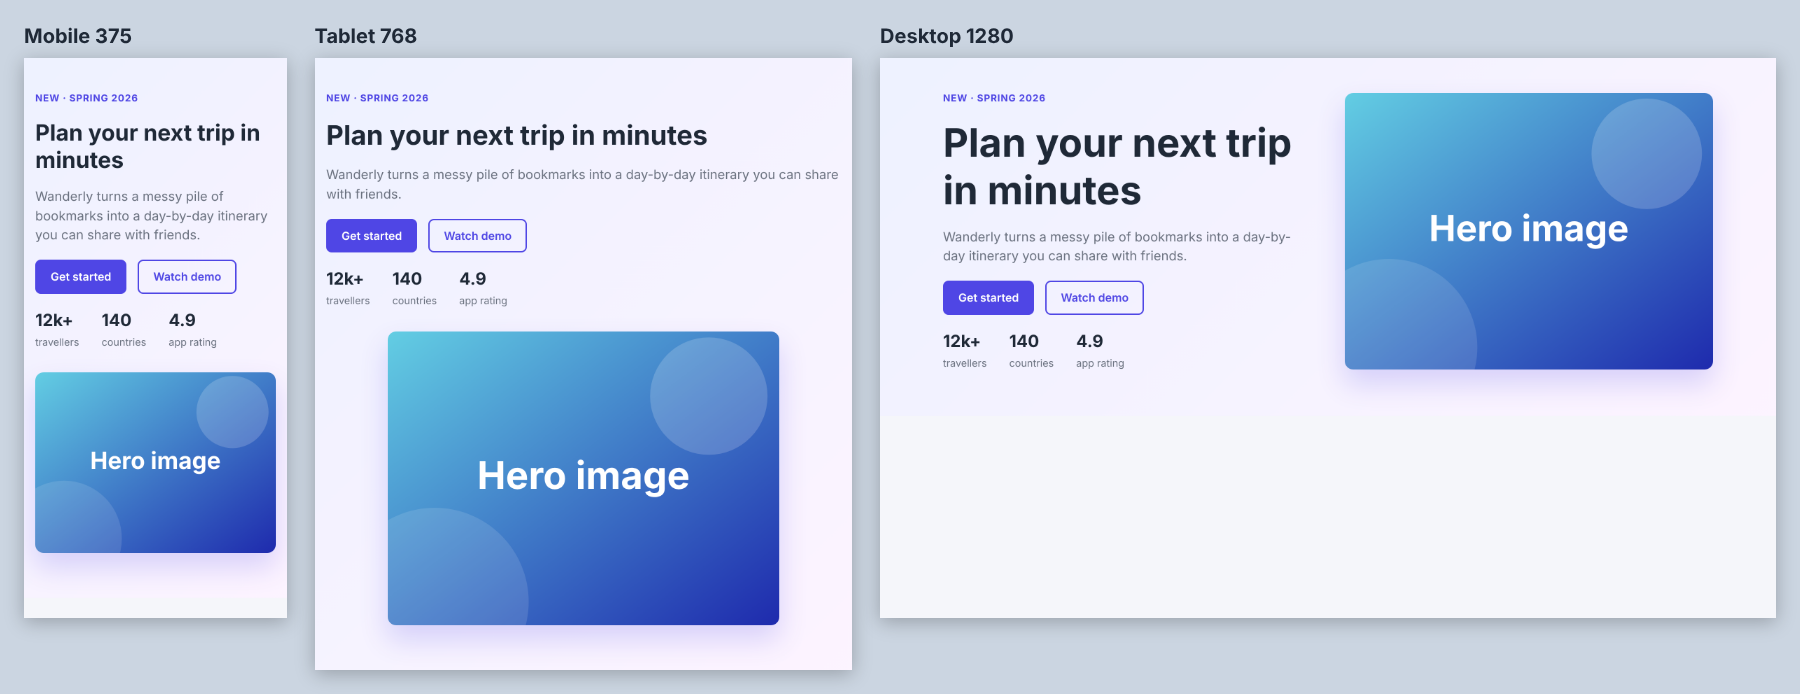 Mobile 375
NEW · SPRING 2026
Plan your next trip in
minutes
Wanderly turns a messy pile of
bookmarks into a day-by-day itinerary
you can share with friends.
Get started
Watch demo
12k+ 140 4.9
travellers countries app rating
Hero image
Tablet 768
NEW · SPRING 2026
Plan your next trip in minutes
Wanderly turns a messy pile of bookmarks into a day-by-day itinerary you can share
with friends.
Get started
Watch demo
12k+ 140 4.9
travellers countries app rating
Hero image
Desktop 1280
NEW · SPRING 2026
Plan your next trip
in minutes
Wanderly turns a messy pile of bookmarks into a day-by-
day itinerary you can share with friends.
Get started
Watch demo
12k+ 140 4.9
travellers countries app rating
Hero image